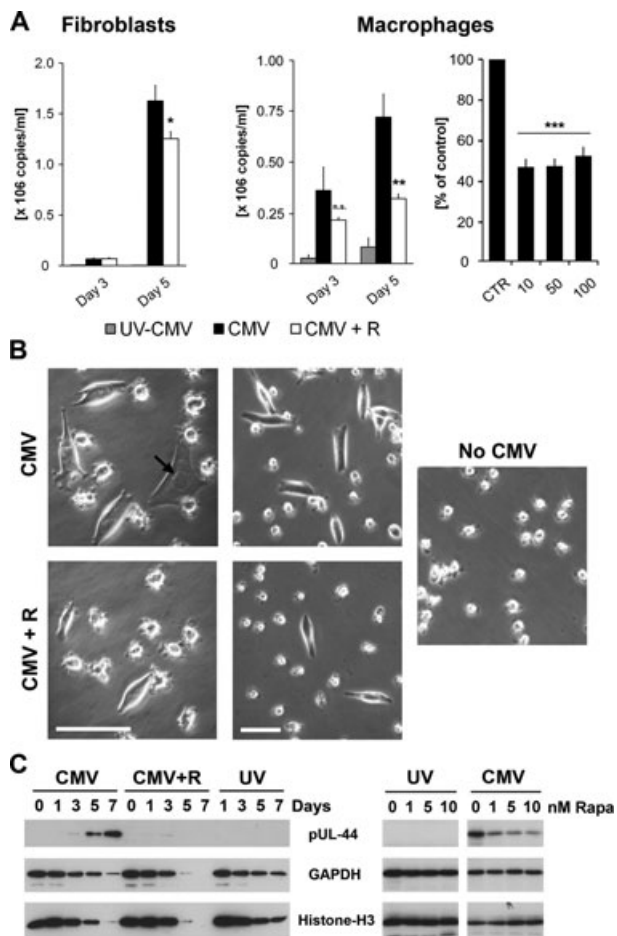 A
Fibroblasts
Macrophages
[x 106 copies/ml]
2.0
1.5
1.0
0.5
0
*
Day 3
Day 5
[x 106 copies/ml]
1.00
0.75
0.50
0.25
0
n.s.
**
Day 3
Day 5
[% of control]
100
80
60
40
20
0
***
CTR
10
50
100
UV-CMV CMV CMV + R
B
CMV
No CMV
CMV + R
C
CMV CMV+R UV UV CMV
0 1 3 5 7 0 1 3 5 7 1 3 5 7 Days 0 1 5 10 0 1 5 10 nM Rapa
pUL-44
GAPDH
Histone-H3